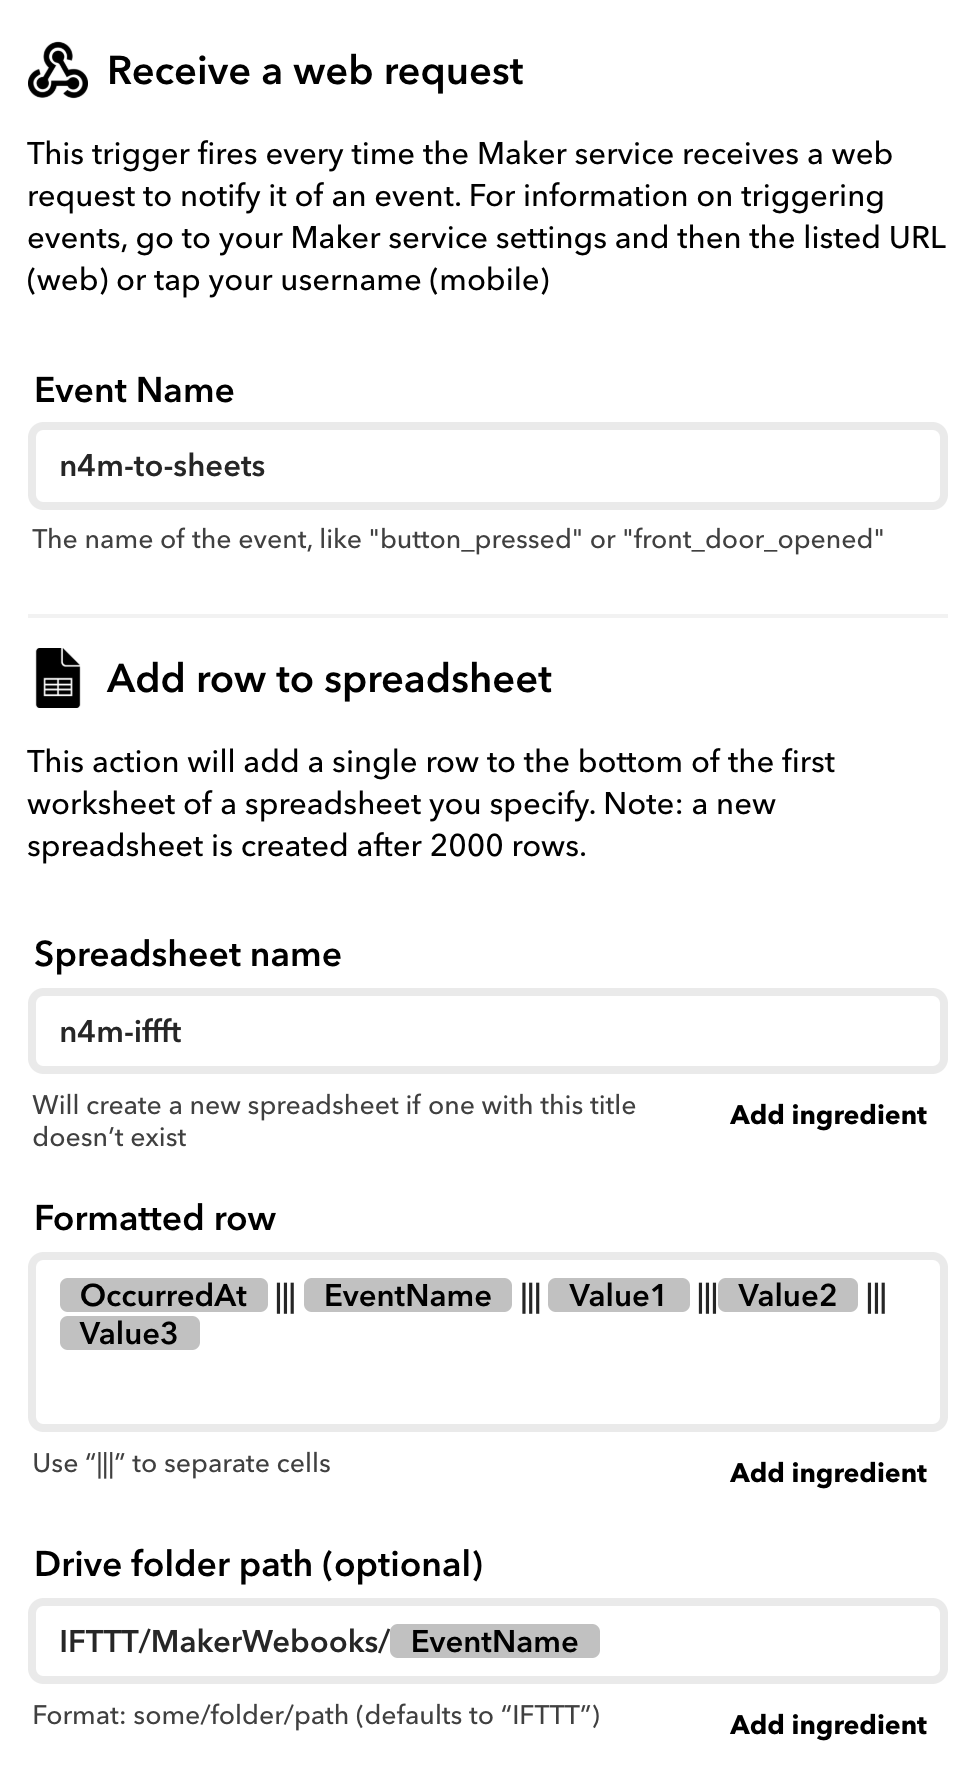 Receive a web request
This trigger fires every time the Maker service receives a web
request to notify it of an event. For information on triggering
events, go to your Maker service settings and then the listed URL
(web) or tap your username (mobile)
Event Name
n4m-to-sheets
The name of the event, like "button_pressed" or "front_door_opened"
Add row to spreadsheet
This action will add a single row to the bottom of the first
worksheet of a spreadsheet you specify. Note: a new
spreadsheet is created after 2000 rows.
Spreadsheet name
n4m-iffft
Will create a new spreadsheet if one with this title
doesn’t exist
Add ingredient
Formatted row
OccurredAt ||| EventName ||| Value1 ||| Value2 |||
Value3
Use “|||” to separate cells
Add ingredient
Drive folder path (optional)
IFTTT/MakerWebooks/ EventName
Format: some/folder/path (defaults to “IFTTT”)
Add ingredient